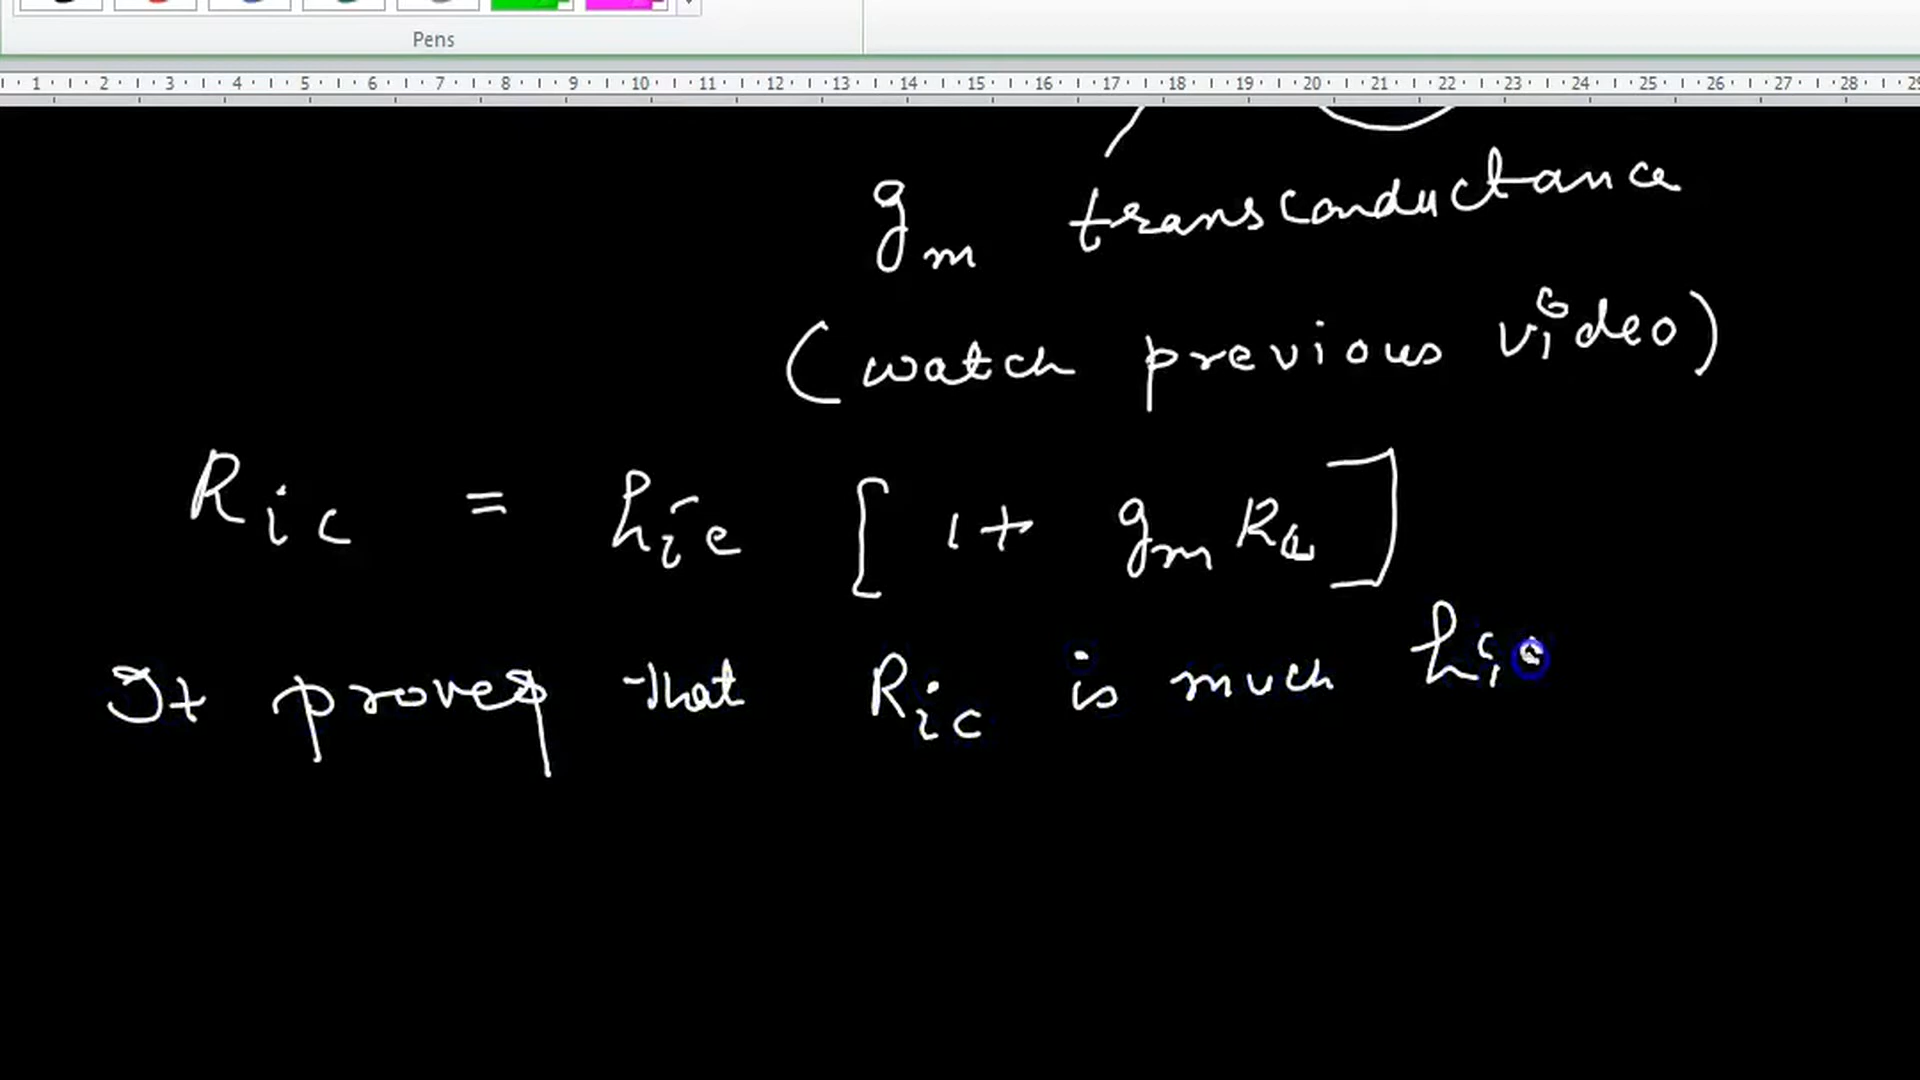 Pens
1 2 3 4 5 6 7 8 9 10 11 12 13 14 15 16 17 18 19 20 21 22 23 24 25 26 27 28 29
gm transconductance
(watch previous video)
Ric = hie [1+ gm RL]
It proves that Ric is much